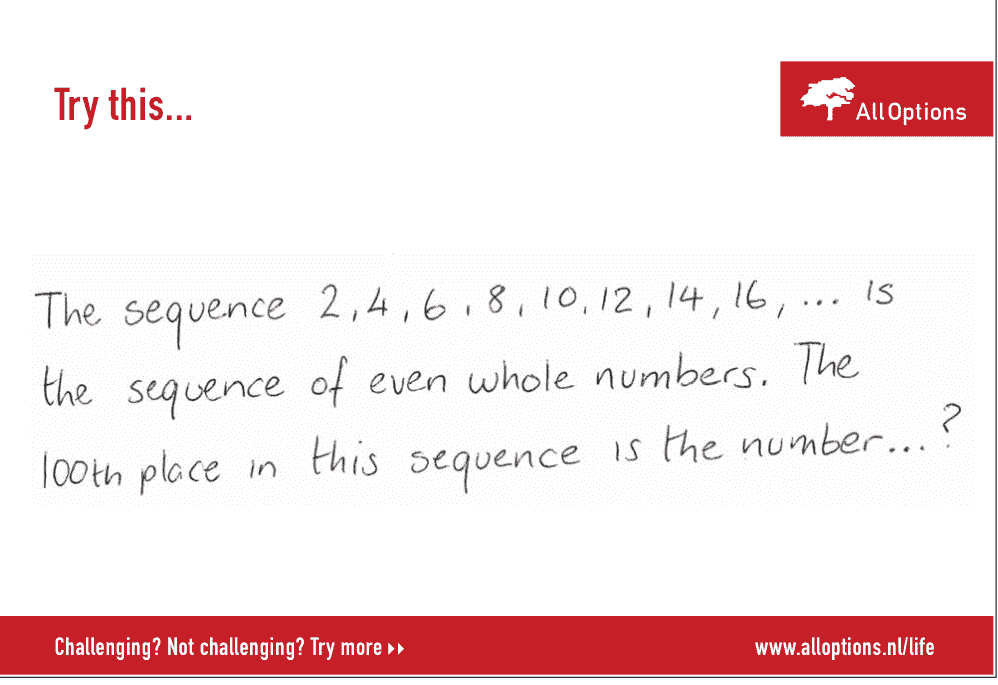 Try this...
All Options
The sequence 2, 4, 6, 8, 10, 12, 14, 16, ... is
the sequence of even whole numbers. The
100th place in this sequence is the number...?
Challenging? Not challenging? Try more
www.alloptions.nl/life